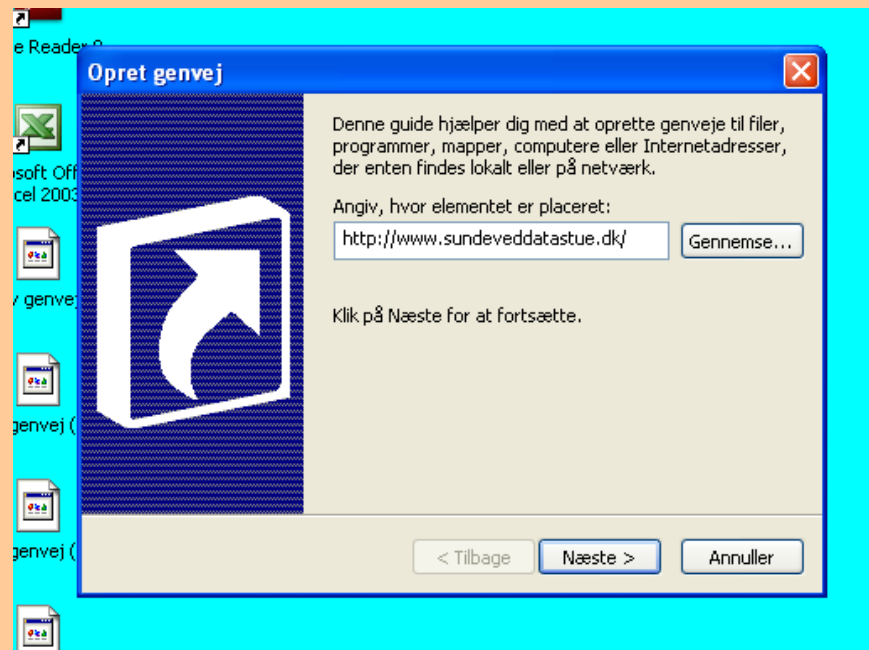 e Reader 9
Opret genvej
Denne guide hjælper dig med at oprette genveje til filer,
programmer, mapper, computere eller Internetadresser,
der enten findes lokalt eller på netværk.
Angiv, hvor elementet er placeret:
http://www.sundeveddatastue.dk/
Gennemse...
Klik på Næste for at fortsætte.
< Tilbage
Næste >
Annuller
osoft Off
cel 2003
y genvej
genvej (
genvej (